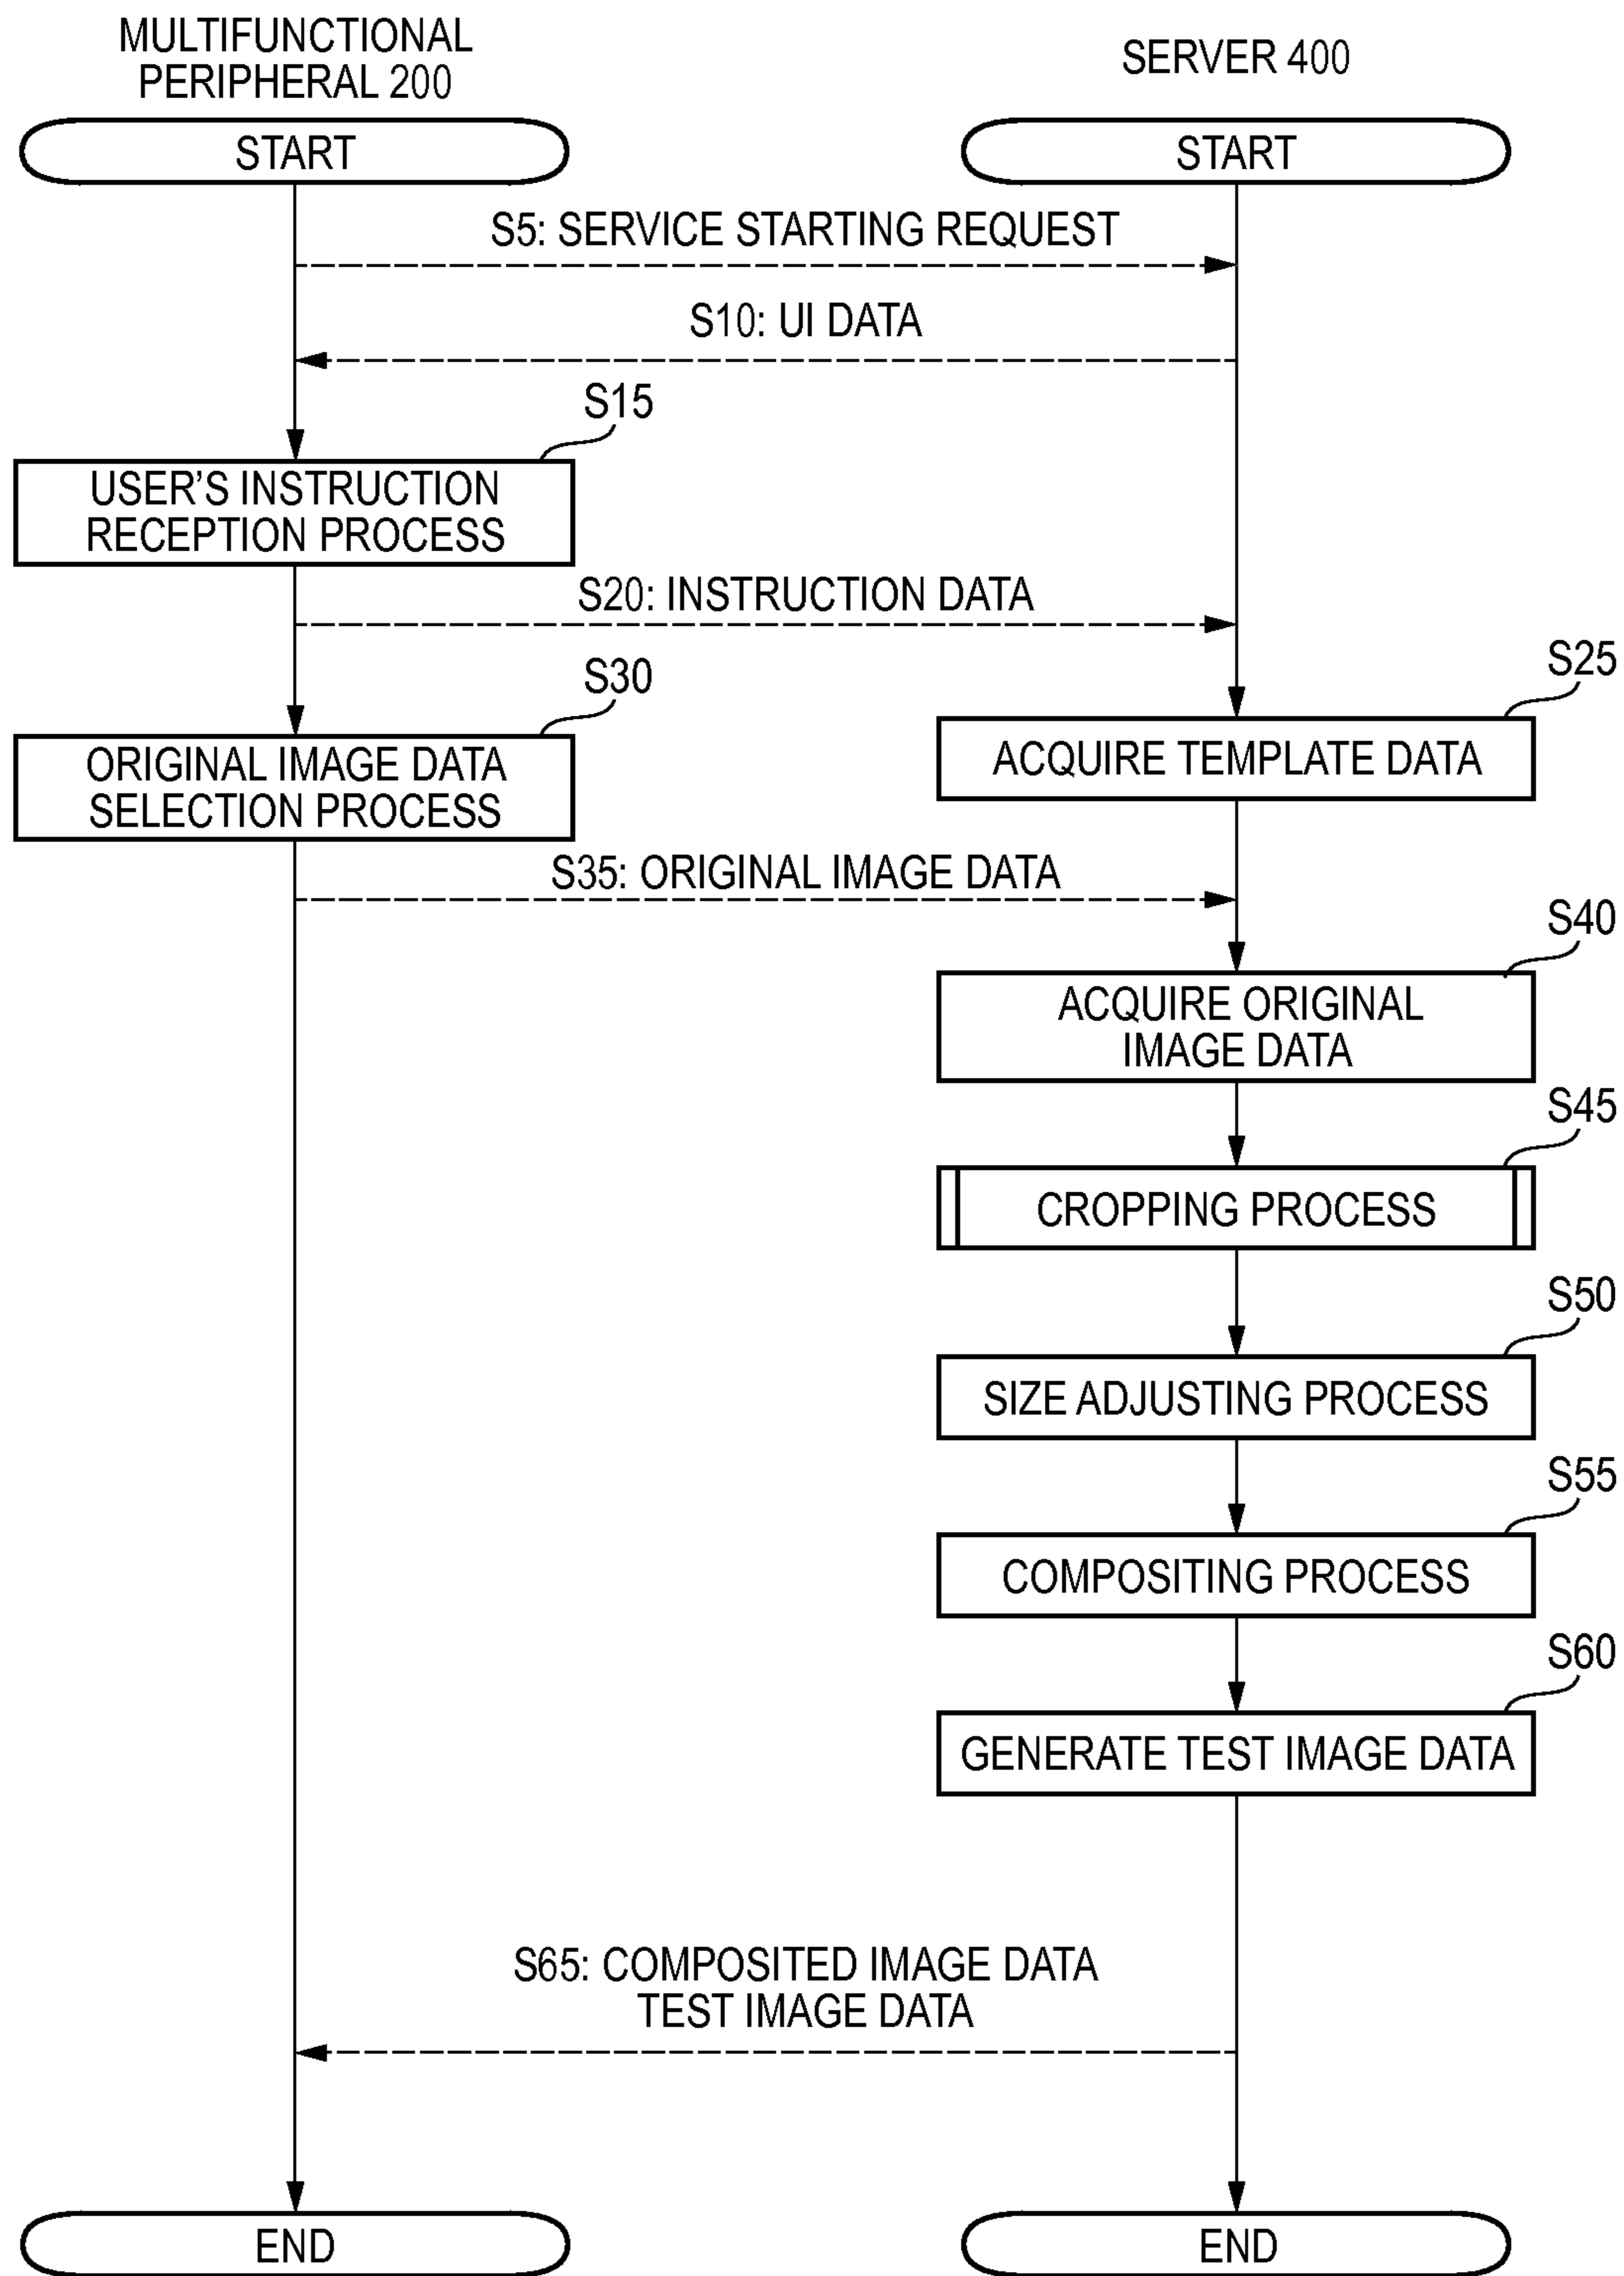 MULTIFUNCTIONAL
PERIPHERAL 200
SERVER 400
START
START
S5: SERVICE STARTING REQUEST
S10: UI DATA
S15
USER'S INSTRUCTION
RECEPTION PROCESS
S20: INSTRUCTION DATA
S25
S30
ORIGINAL IMAGE DATA
SELECTION PROCESS
ACQUIRE TEMPLATE DATA
S35: ORIGINAL IMAGE DATA
S40
ACQUIRE ORIGINAL
IMAGE DATA
S45
CROPPING PROCESS
S50
SIZE ADJUSTING PROCESS
S55
COMPOSITING PROCESS
S60
GENERATE TEST IMAGE DATA
S65: COMPOSITED IMAGE DATA
TEST IMAGE DATA
END
END